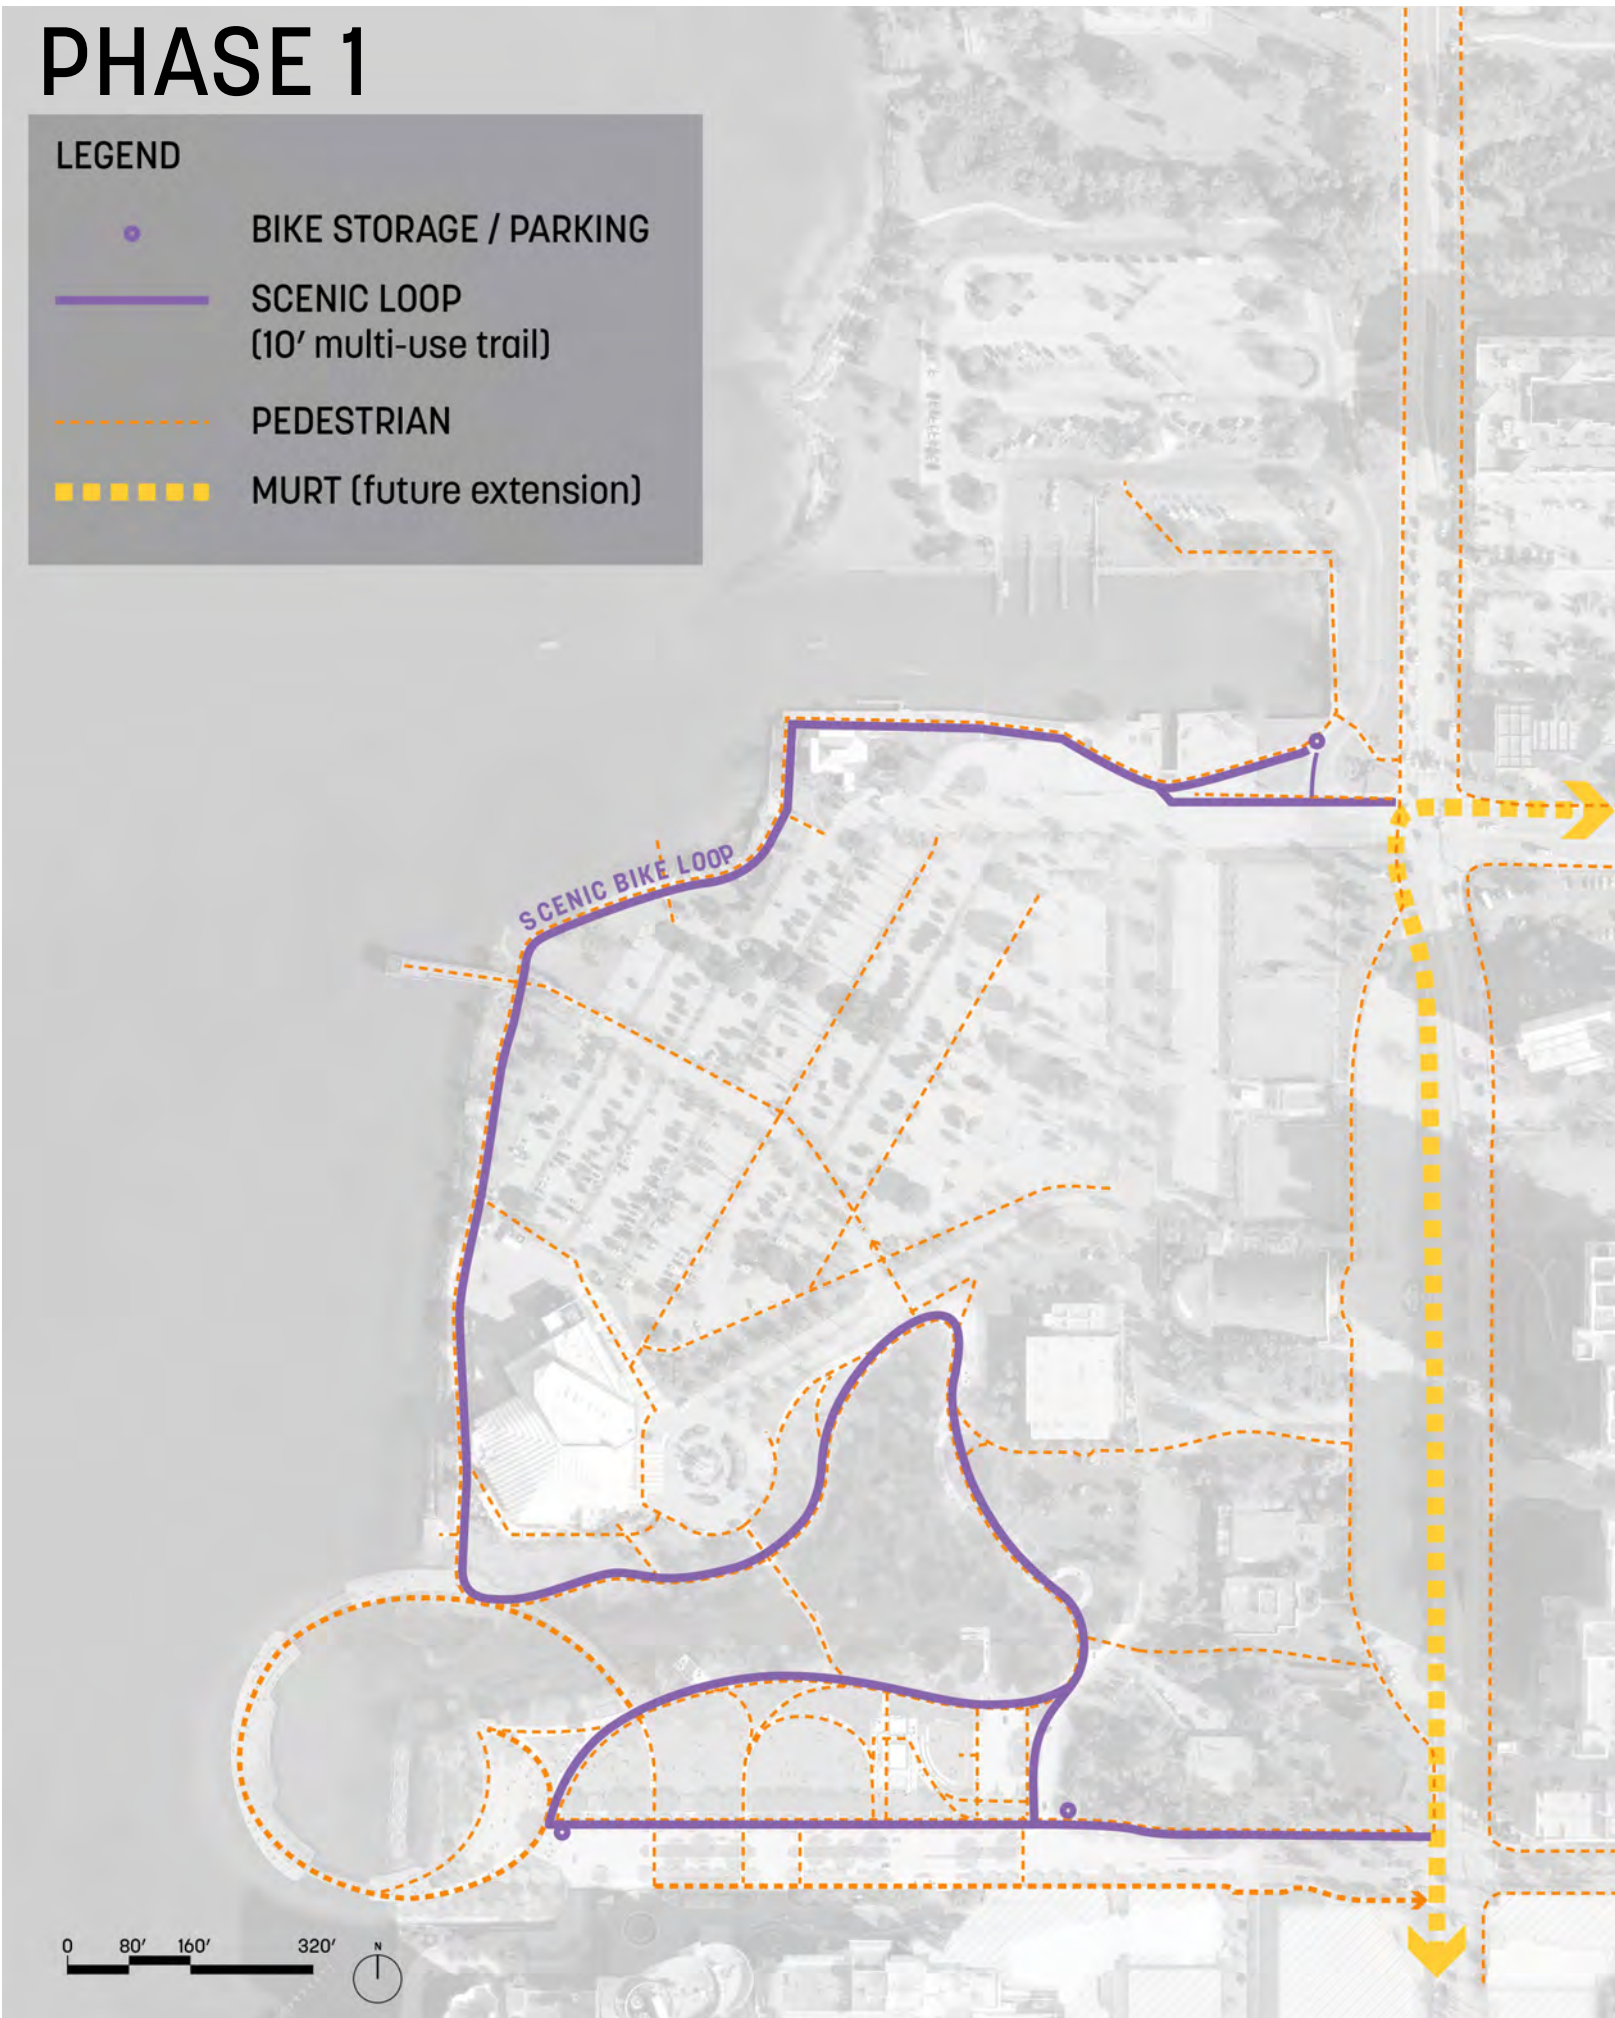 PHASE 1
LEGEND
BIKE STORAGE / PARKING
SCENIC LOOP
(10′ multi-use trail)
PEDESTRIAN
MURT (future extension)
SCENIC BIKE LOOP
0 80′ 160′ 320′
N